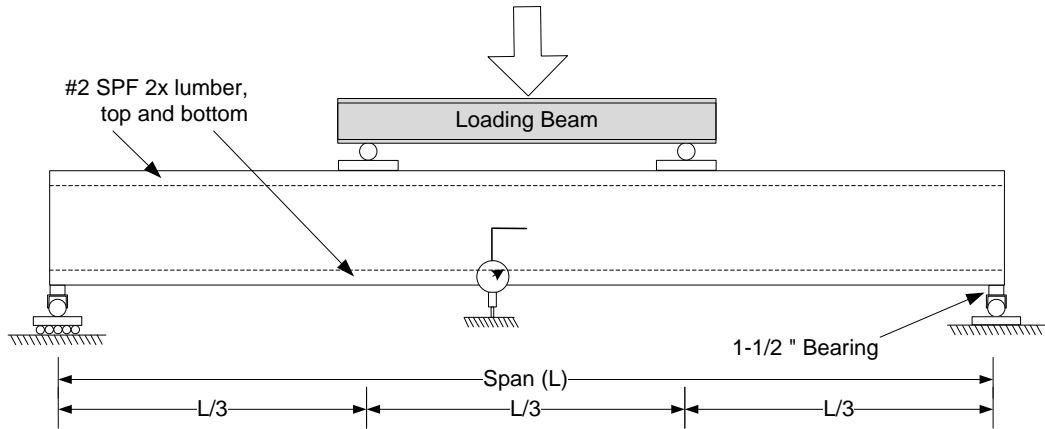 #2 SPF 2x lumber,
top and bottom
Loading Beam
1-1/2 " Bearing
Span (L)
L/3
L/3
L/3